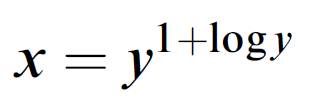 x = y^{1+\log y}